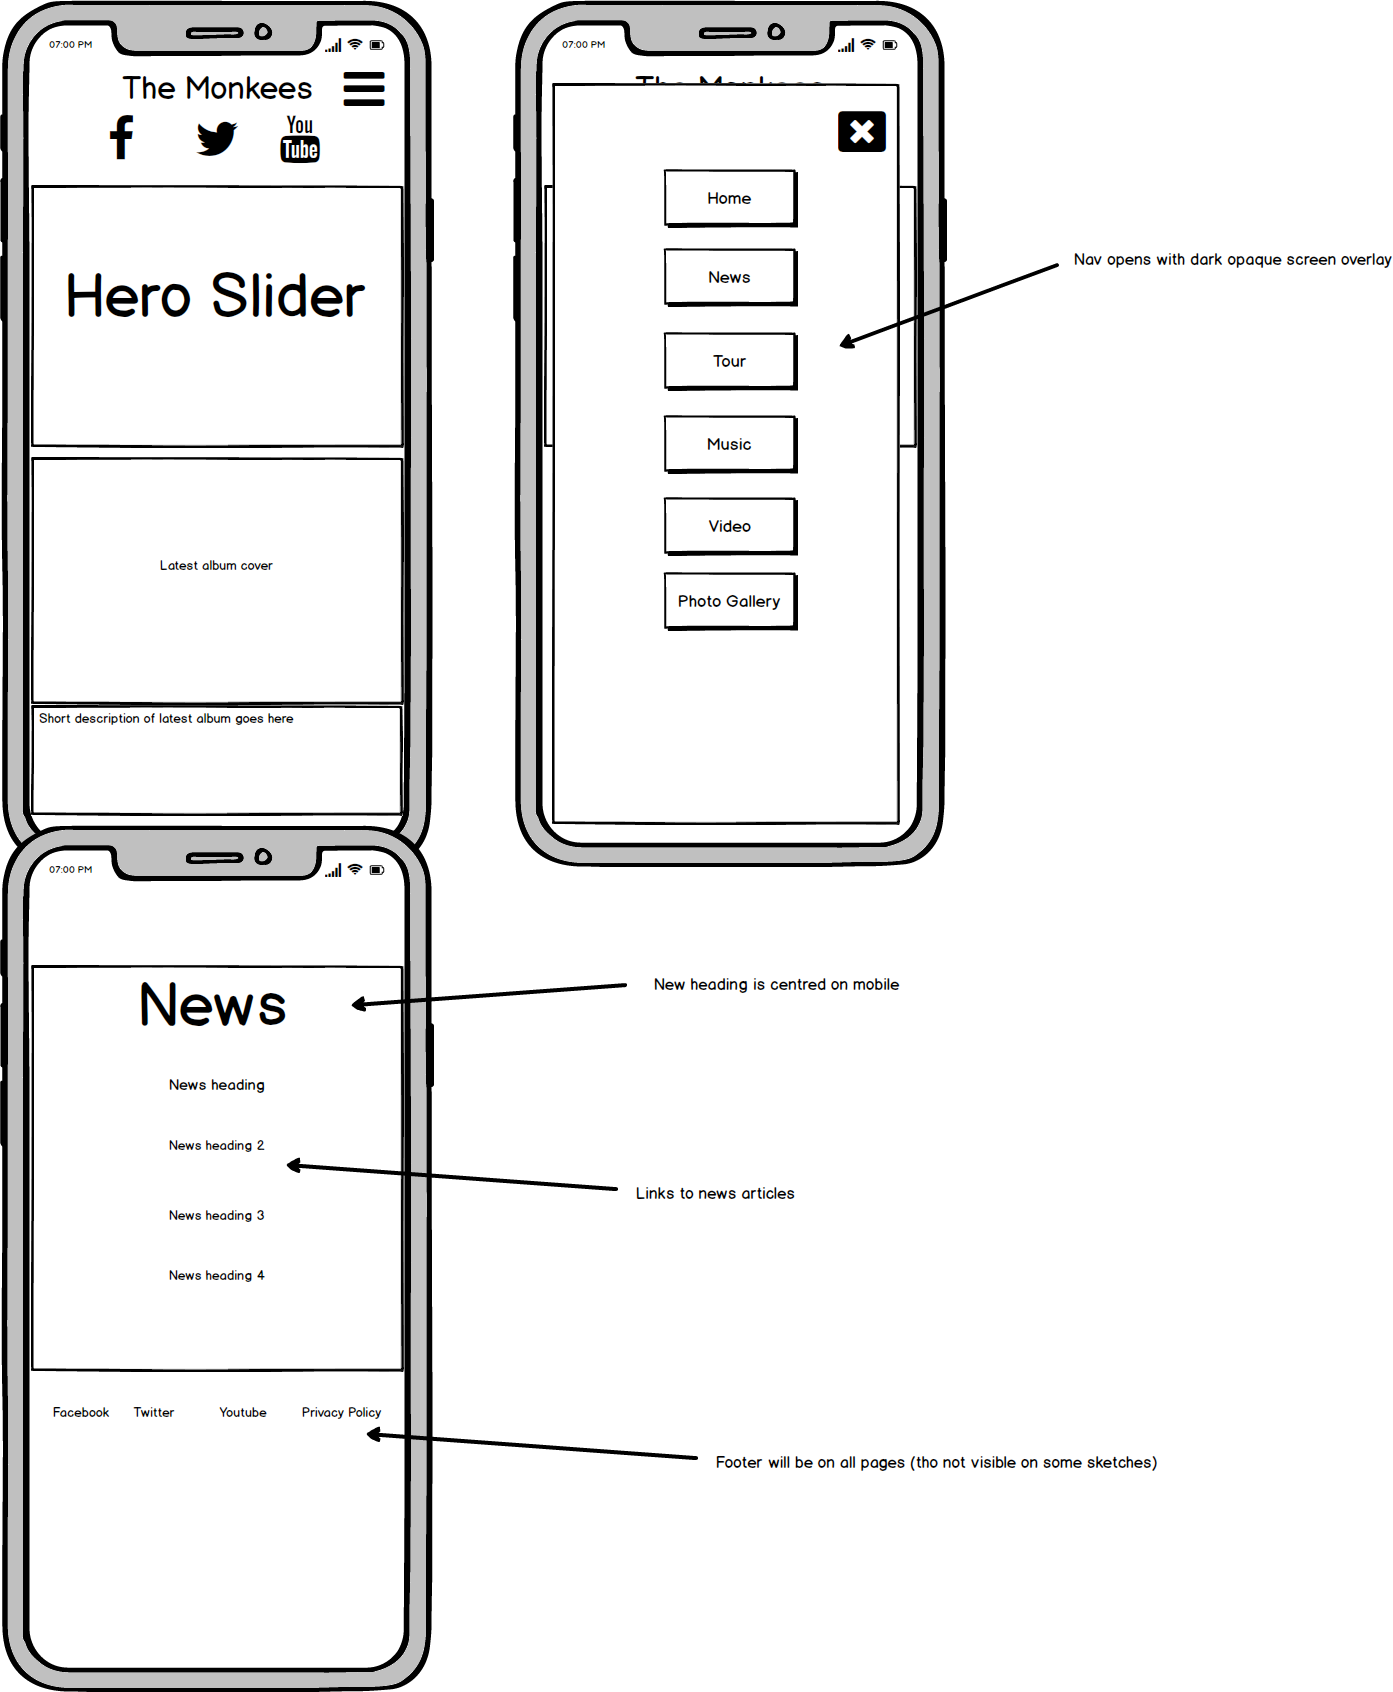 07:00 PM
The Monkees
You
Tube
Hero Slider
Latest album cover
Short description of latest album goes here
07:00 PM
The Monkees
Home
News
Tour
Music
Video
Photo Gallery
Nav opens with dark opaque screen overlay
07:00 PM
News
New heading is centred on mobile
News heading
News heading 2
Links to news articles
News heading 3
News heading 4
Facebook Twitter Youtube Privacy Policy
Footer will be on all pages (tho not visible on some sketches)